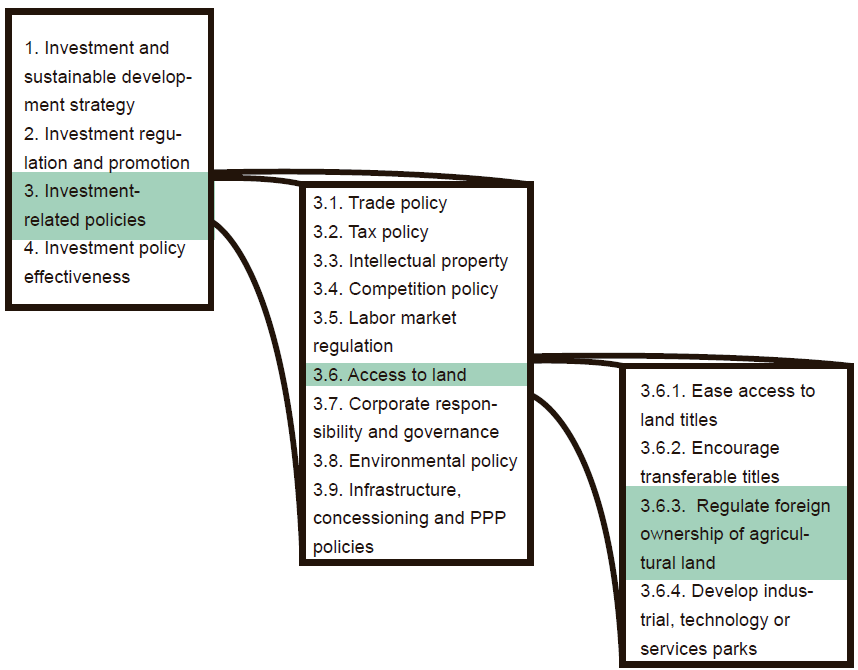 1. Investment and
sustainable develop-
ment strategy
2. Investment regu-
lation and promotion
3. Investment-
related policies
4. Investment policy
effectiveness
3.1. Trade policy
3.2. Tax policy
3.3. Intellectual property
3.4. Competition policy
3.5. Labor market
regulation
3.6. Access to land
3.7. Corporate respon-
sibility and governance
3.8. Environmental policy
3.9. Infrastructure,
concessioning and PPP
policies
3.6.1. Ease access to
land titles
3.6.2. Encourage
transferable titles
3.6.3.  Regulate foreign
ownership of agricul-
tural land
3.6.4. Develop indus-
trial, technology or
services parks